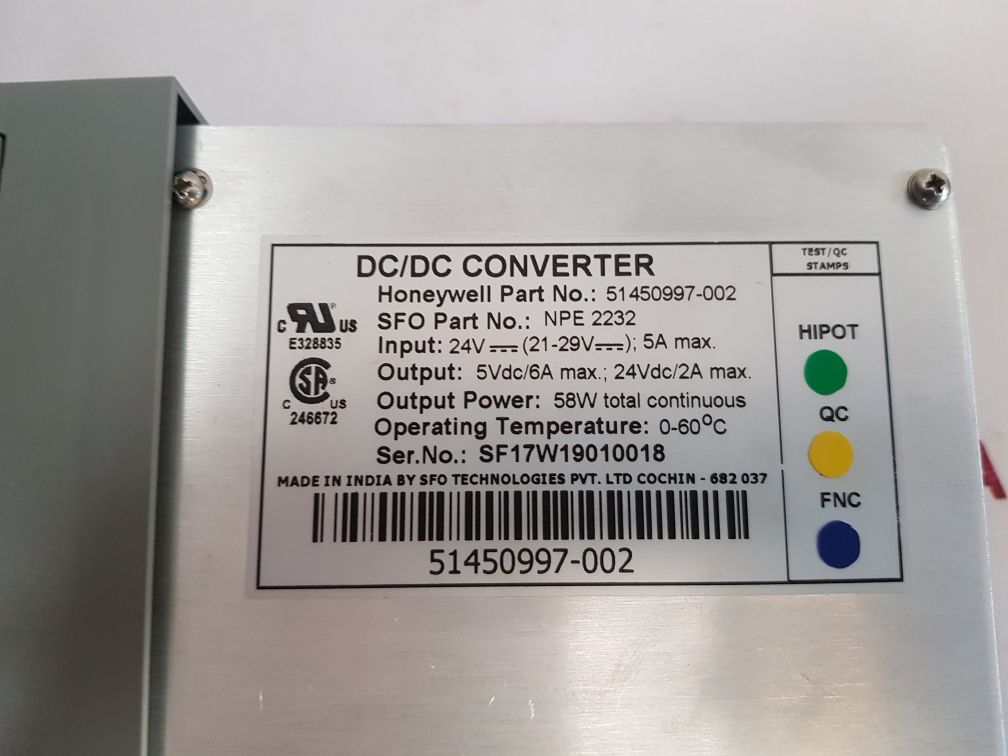 DC/DC CONVERTER
Honeywell Part No.: 51450997-002
SFO Part No.: NPE 2232
Input: 24V ⎓ (21-29V⎓); 5A max.
Output: 5Vdc/6A max.; 24Vdc/2A max.
Output Power: 58W total continuous
Operating Temperature: 0-60°C
Ser.No.: SF17W19010018
MADE IN INDIA BY SFO TECHNOLOGIES PVT. LTD COCHIN - 682 037
51450997-002
C RU US
®
E328835
SA
®
C US
246672
TEST/QC
STAMPS
HIPOT
QC
FNC
A